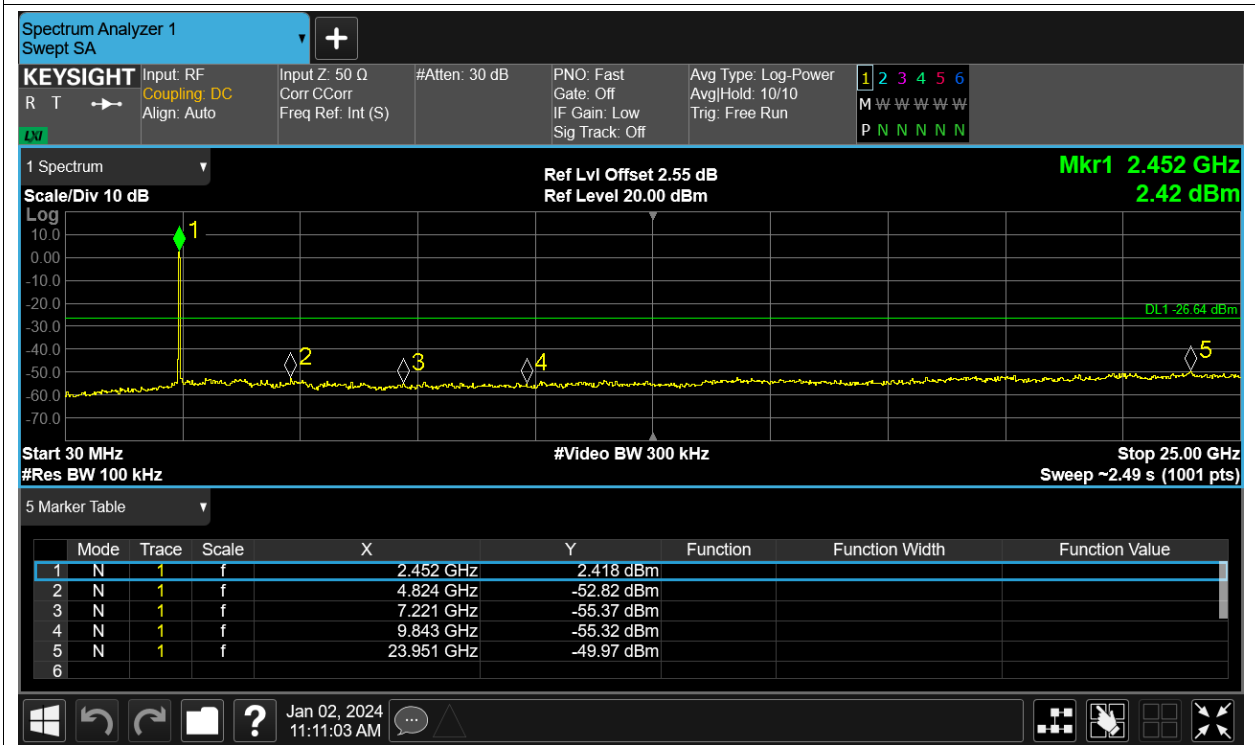 Spectrum Analyzer 1
Swept SA
KEYSIGHT
R T
LXI
Input: RF
Coupling: DC
Align: Auto
Input Z: 50 Ω
Corr CCorr
Freq Ref: Int (S)
#Atten: 30 dB
PNO: Fast
Gate: Off
IF Gain: Low
Sig Track: Off
Avg Type: Log-Power
Avg|Hold: 10/10
Trig: Free Run
1 2 3 4 5 6
M W W W W W
P N N N N N
1 Spectrum
Scale/Div 10 dB
Ref Lvl Offset 2.55 dB
Ref Level 20.00 dBm
Mkr1 2.452 GHz
2.42 dBm
Log
10.0
0.00
-10.0
-20.0
-30.0
-40.0
-50.0
-60.0
-70.0
1
2
3
4
5
DL1 -26.64 dBm
Start 30 MHz
#Res BW 100 kHz
#Video BW 300 kHz
Stop 25.00 GHz
Sweep ~2.49 s (1001 pts)
5 Marker Table
Mode Trace Scale X Y Function Function Width Function Value
1 N 1 f 2.452 GHz 2.418 dBm
2 N 1 f 4.824 GHz -52.82 dBm
3 N 1 f 7.221 GHz -55.37 dBm
4 N 1 f 9.843 GHz -55.32 dBm
5 N 1 f 23.951 GHz -49.97 dBm
6
?
Jan 02, 2024
11:11:03 AM